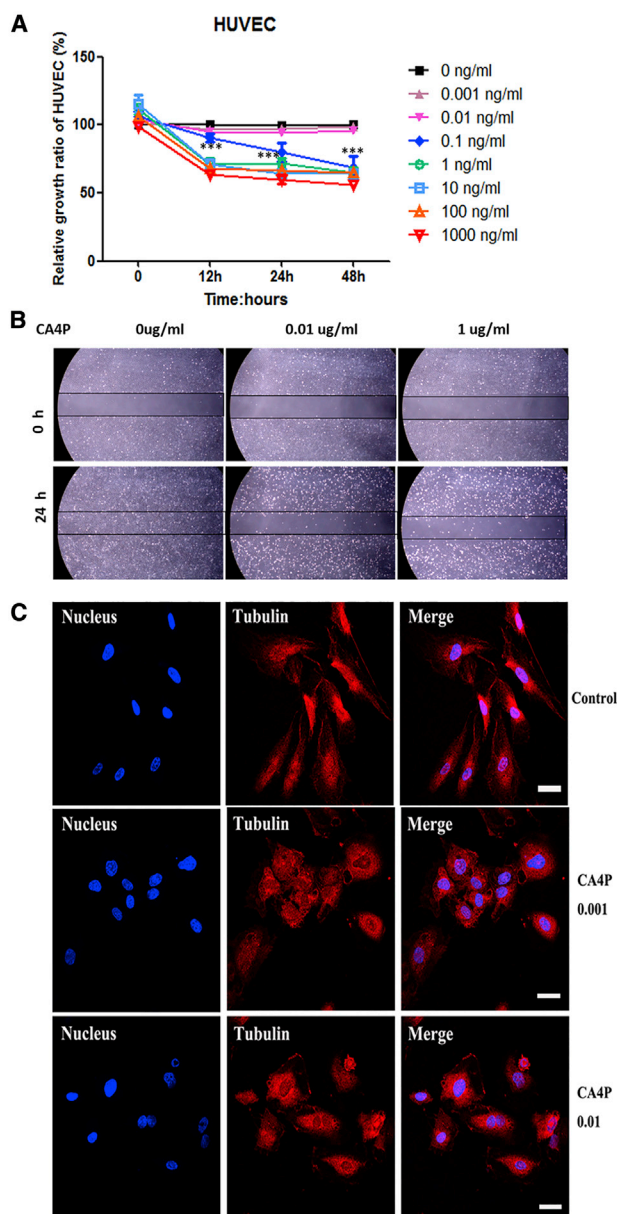 A
HUVEC
Relative growth ratio of HUVEC (%)
150
100
50
0
***
***
***
0
12h
24h
48h
Time:hours
0 ng/ml
0.001 ng/ml
0.01 ng/ml
0.1 ng/ml
1 ng/ml
10 ng/ml
100 ng/ml
1000 ng/ml
B
CA4P 0ug/ml 0.01 ug/ml 1 ug/ml
0 h
24 h
C
Nucleus Tubulin Merge
Control
Nucleus Tubulin Merge
CA4P
0.001
Nucleus Tubulin Merge
CA4P
0.01